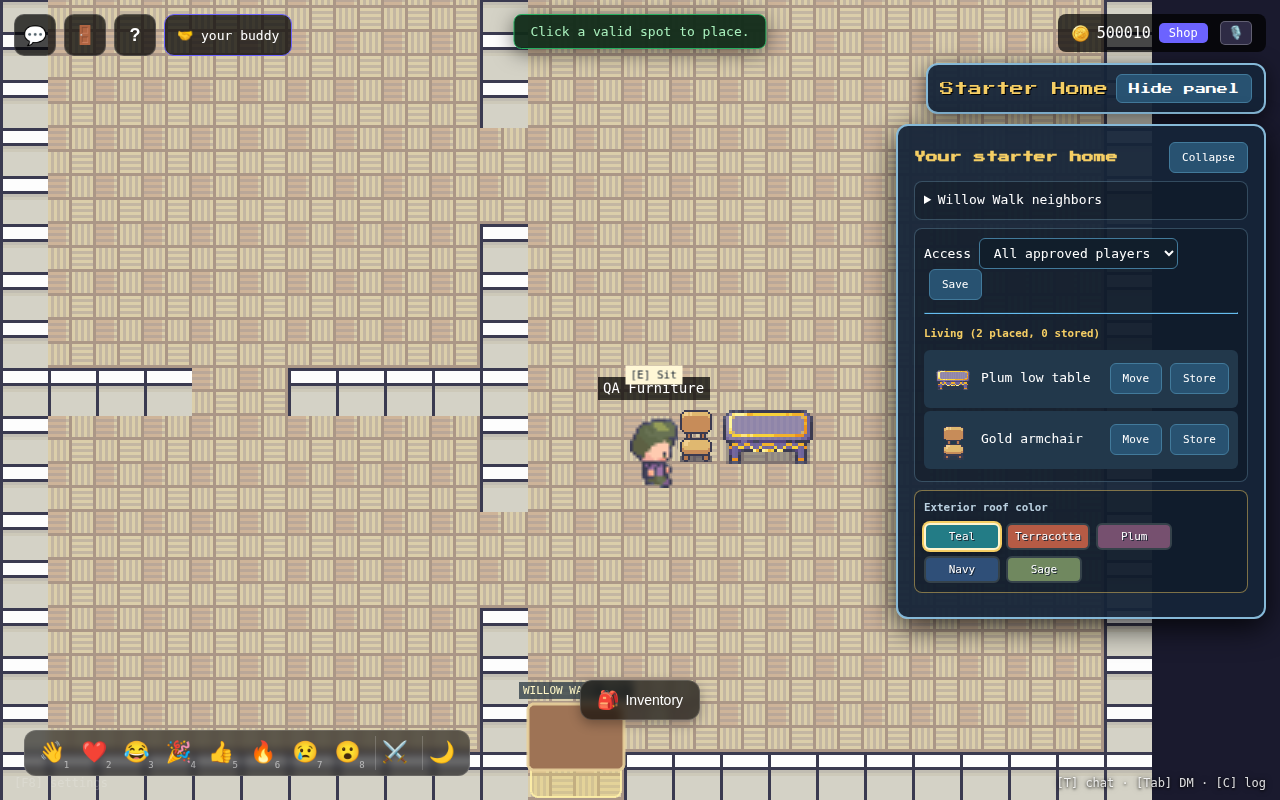 ? your buddy
Click a valid spot to place.
500010 Shop
Starter Home Hide panel
Your starter home Collapse
Willow Walk neighbors
Access All approved players
Save
Living (2 placed, 0 stored)
Plum low table Move Store
Gold armchair Move Store
Exterior roof color
Teal Terracotta Plum
Navy Sage
[E] Sit
QA Furniture
WILLOW WA
Inventory
1 2 3 4 5 6 7 8
[T] chat · [Tab] DM · [C] log